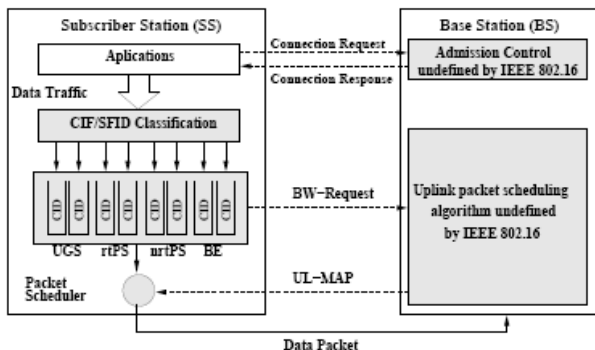 Subscriber Station (SS)
Base Station (BS)
Aplications
Connection Request
Connection Response
Admission Control
undefined by IEEE 802.16
Data Traffic
CIF/SFID Classification
BW-Request
Uplink packet scheduling
algorithm undefined
by IEEE 802.16
UGS rtPS nrtPS BE
Packet
Scheduler
UL-MAP
Data Packet